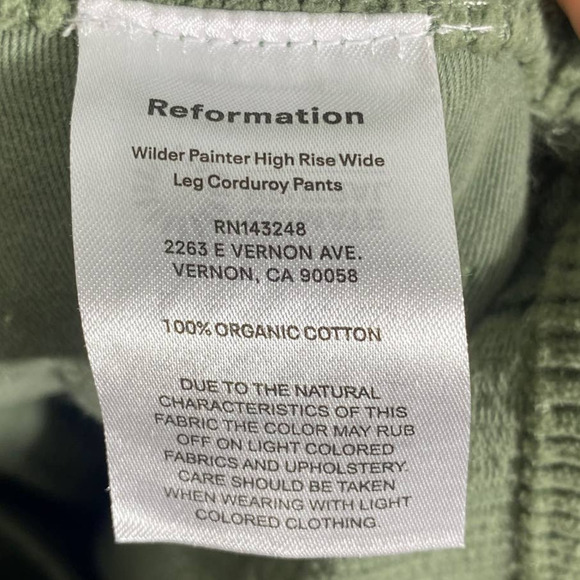 Reformation
Wilder Painter High Rise Wide
Leg Corduroy Pants
RN143248
2263 E VERNON AVE.
VERNON, CA 90058
100% ORGANIC COTTON
DUE TO THE NATURAL
CHARACTERISTICS OF THIS
FABRIC THE COLOR MAY RUB
OFF ON LIGHT COLORED
FABRICS AND UPHOLSTERY.
CARE SHOULD BE TAKEN
WHEN WEARING WITH LIGHT
COLORED CLOTHING.